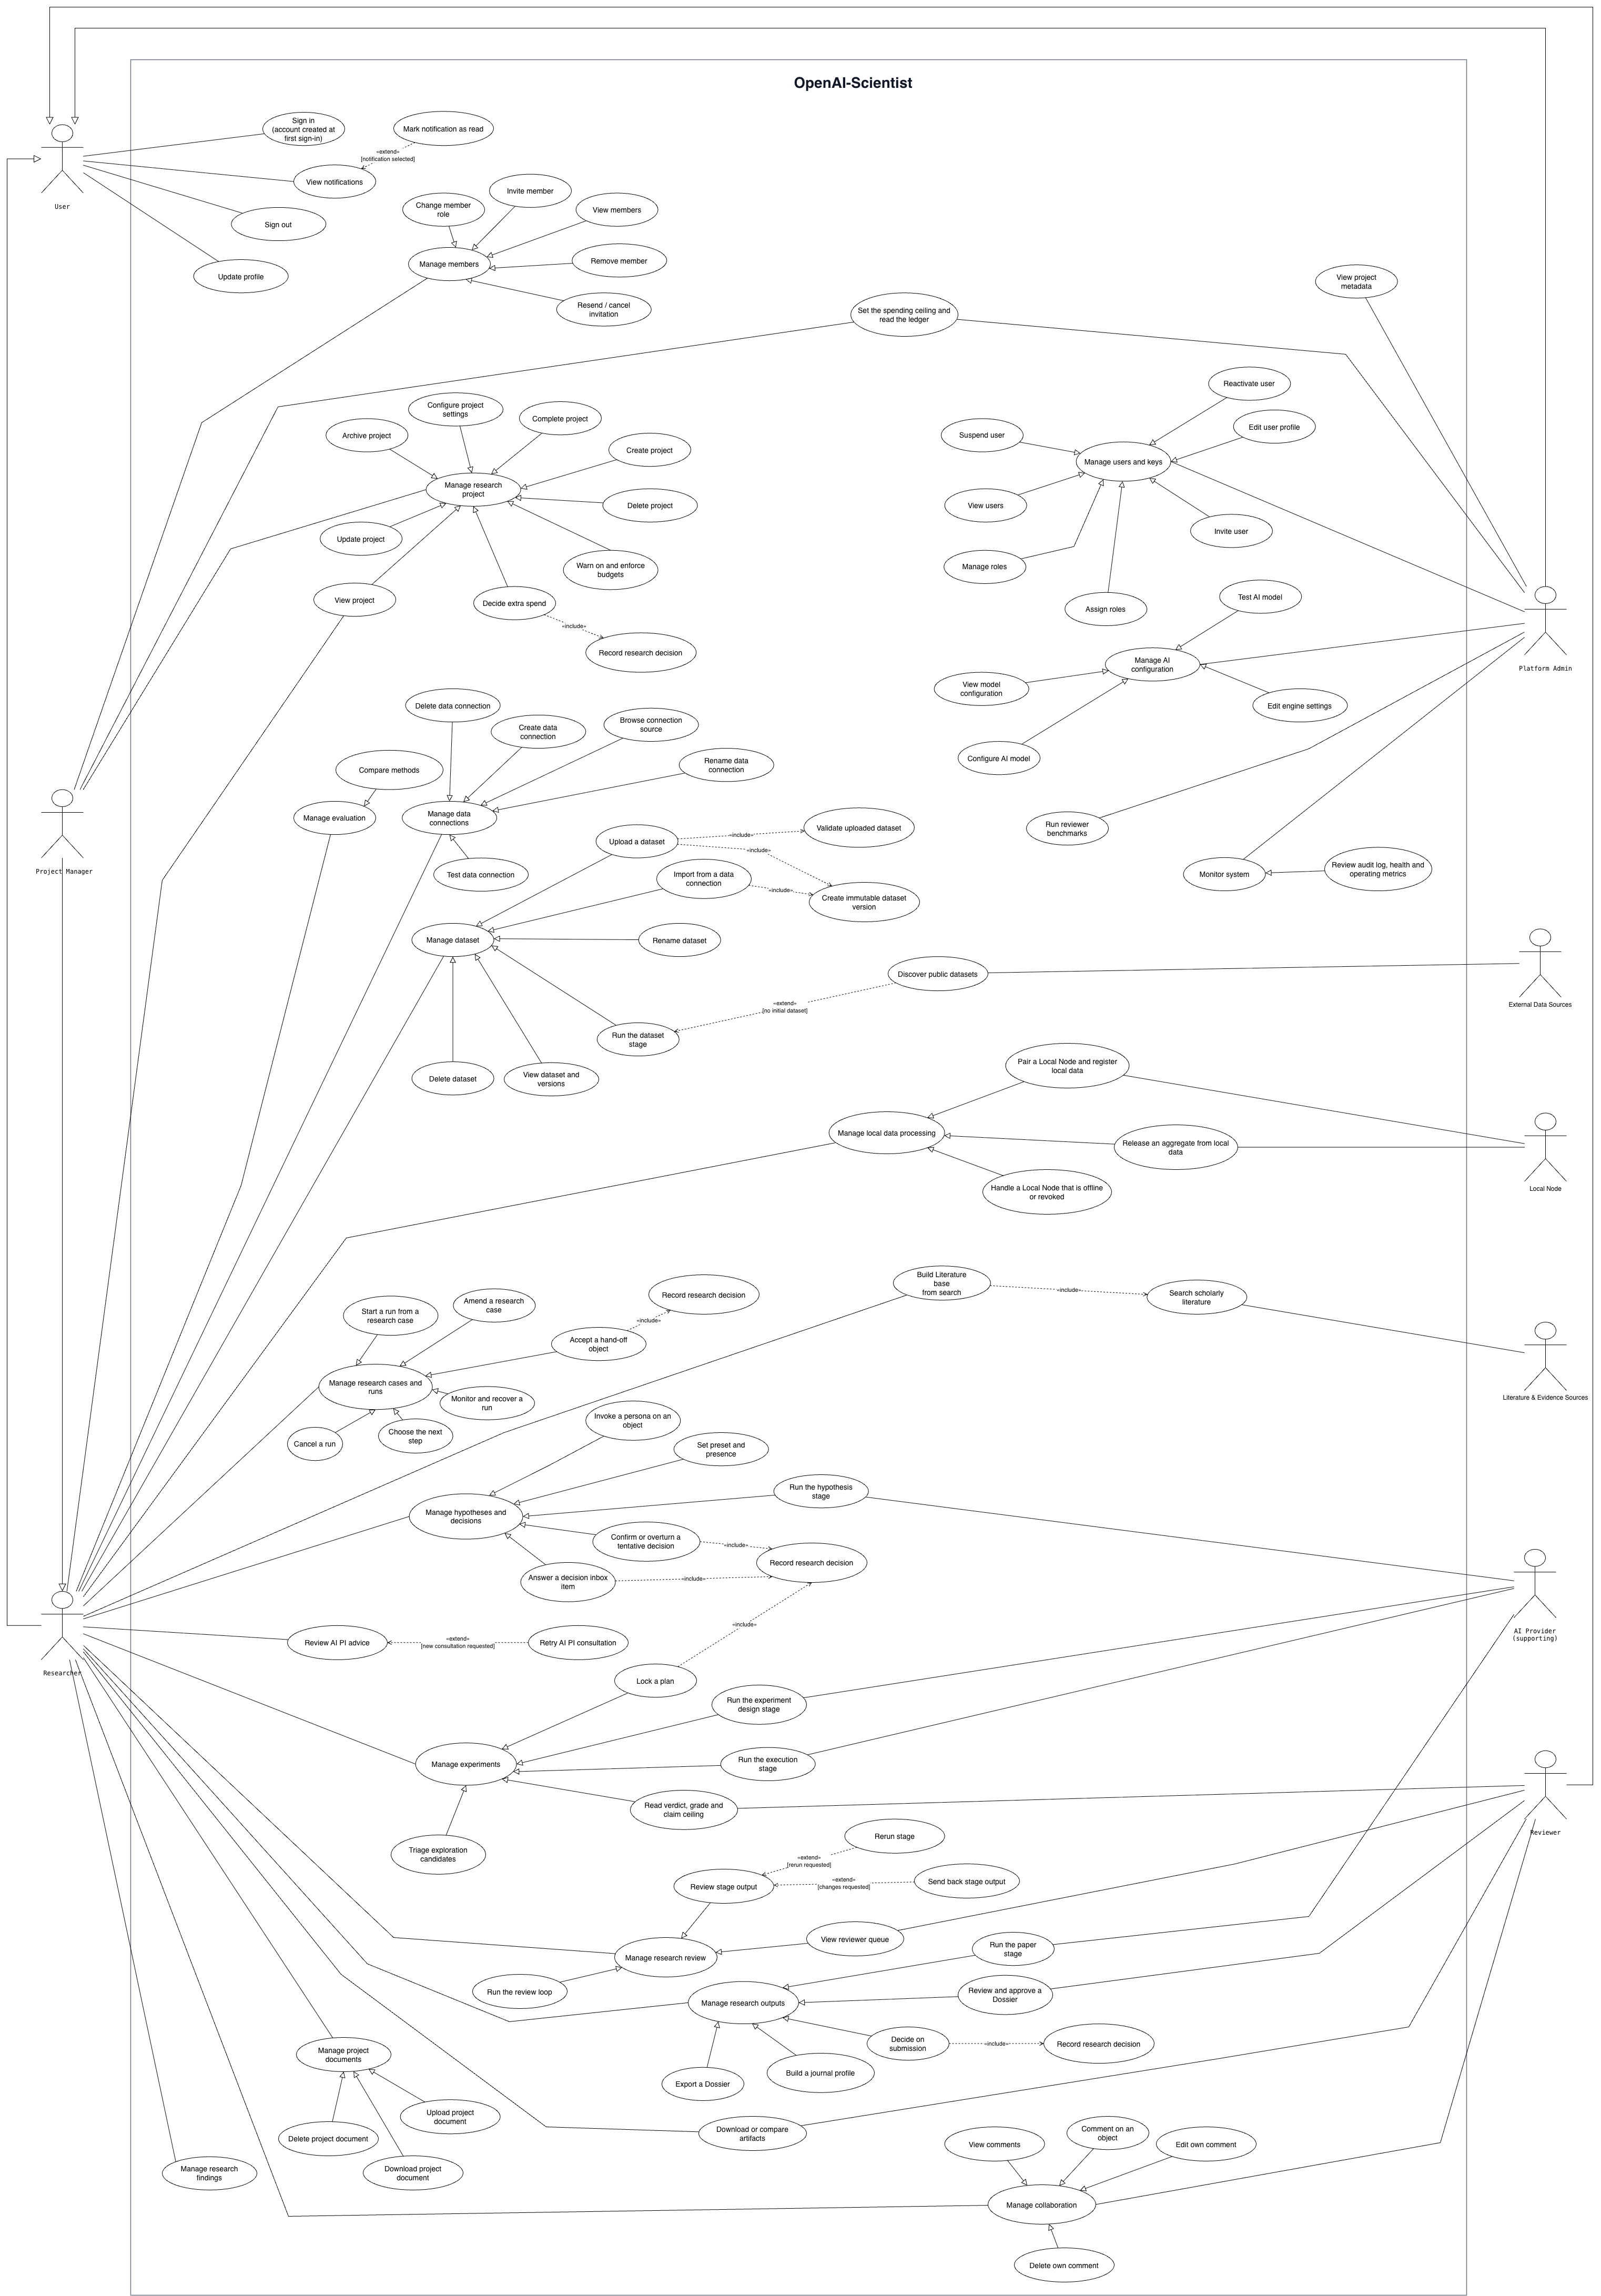 OpenAI-Scientist
Sign in
(account created at
first sign-in)
Mark notification as read
«extend»
[notification selected]
View notifications
User
Sign out
Update profile
Change member
role
Invite member
View members
Manage members
Remove member
Resend / cancel
invitation
Set the spending ceiling and
read the ledger
View project
metadata
Configure project
settings
Complete project
Archive project
Create project
Manage research
project
Delete project
Update project
Warn on and enforce
budgets
View project
Decide extra spend
«include»
Record research decision
Reactivate user
Suspend user
Edit user profile
Manage users and keys
View users
Invite user
Manage roles
Assign roles
Test AI model
Manage AI
configuration
View model
configuration
Edit engine settings
Configure AI model
Platform Admin
Delete data connection
Create data
connection
Browse connection
source
Rename data
connection
Compare methods
Manage evaluation
Manage data
connections
Test data connection
Project Manager
Upload a dataset
«include»
Validate uploaded dataset
«include»
Import from a data
connection
«include»
Create immutable dataset
version
Manage dataset
Rename dataset
Run reviewer
benchmarks
Monitor system
Review audit log, health and
operating metrics
Discover public datasets
«extend»
[no initial dataset]
Run the dataset
stage
Delete dataset
View dataset and
versions
External Data Sources
Pair a Local Node and register
local data
Manage local data processing
Release an aggregate from local
data
Handle a Local Node that is offline
or revoked
Local Node
Build Literature
base
from search
«include»
Search scholarly
literature
Literature & Evidence Sources
Start a run from a
research case
Amend a research
case
Record research decision
«include»
Accept a hand-off
object
Manage research cases and
runs
Monitor and recover a
run
Cancel a run
Choose the next
step
Invoke a persona on an
object
Set preset and
presence
Run the hypothesis
stage
Manage hypotheses and
decisions
Confirm or overturn a
tentative decision
«include»
Record research decision
Answer a decision inbox
item
«include»
AI Provider
(supporting)
Review AI PI advice
«extend»
[new consultation requested]
Retry AI PI consultation
«include»
Researcher
Lock a plan
Run the experiment
design stage
Manage experiments
Run the execution
stage
Read verdict, grade and
claim ceiling
Triage exploration
candidates
Reviewer
Rerun stage
«extend»
[rerun requested]
Review stage output
«extend»
[changes requested]
Send back stage output
View reviewer queue
Manage research review
Run the review loop
Run the paper
stage
Manage research outputs
Review and approve a
Dossier
Decide on
submission
«include»
Record research decision
Export a Dossier
Build a journal profile
Manage project
documents
Upload project
document
Delete project document
Download project
document
Manage research
findings
Download or compare
artifacts
View comments
Comment on an
object
Edit own comment
Manage collaboration
Delete own comment